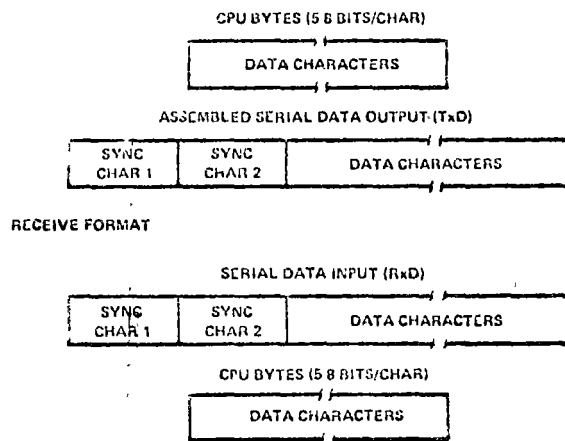 CPU BYTES (5 8 BITS/CHAR)
DATA CHARACTERS
ASSEMBLED SERIAL DATA OUTPUT (TxD)
SYNC CHAR 1
SYNC CHAR 2
DATA CHARACTERS
RECEIVE FORMAT
SERIAL DATA INPUT (RxD)
SYNC CHAR 1
SYNC CHAR 2
DATA CHARACTERS
CPU BYTES (5 8 BITS/CHAR)
DATA CHARACTERS